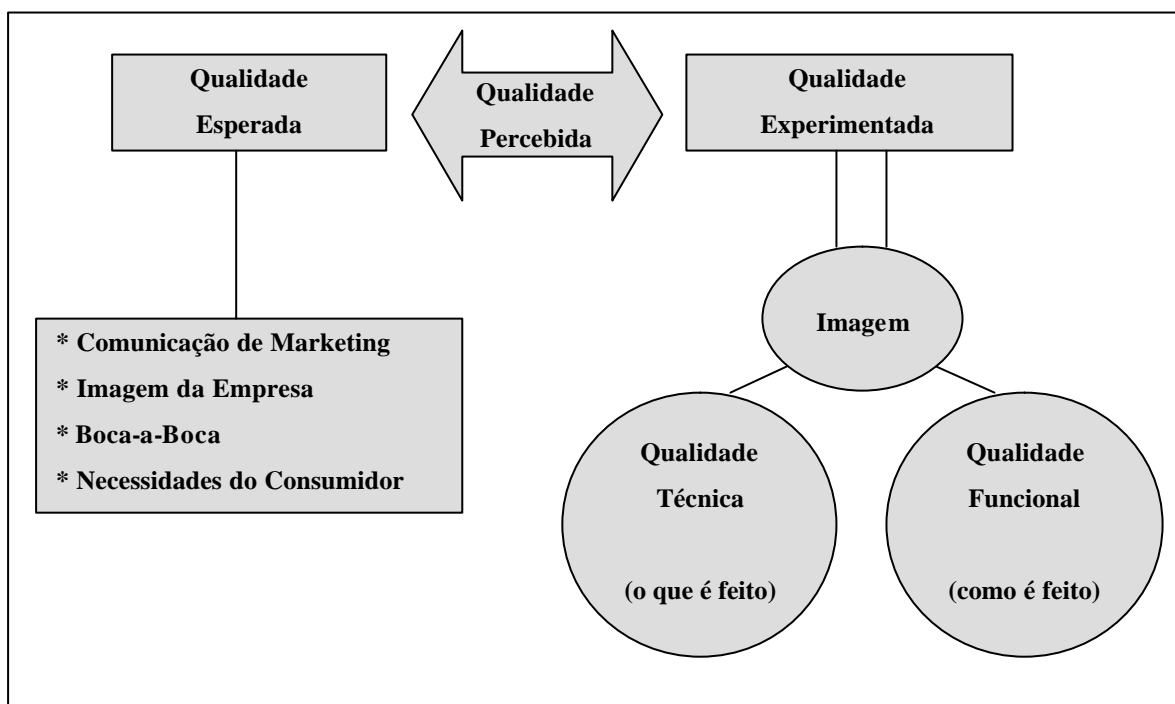 Qualidade
Esperada
Qualidade
Percebida
Qualidade
Experimentada
* Comunicação de Marketing
* Imagem da Empresa
* Boca-a-Boca
* Necessidades do Consumidor
Imagem
Qualidade
Técnica
(o que é feito)
Qualidade
Funcional
(como é feito)